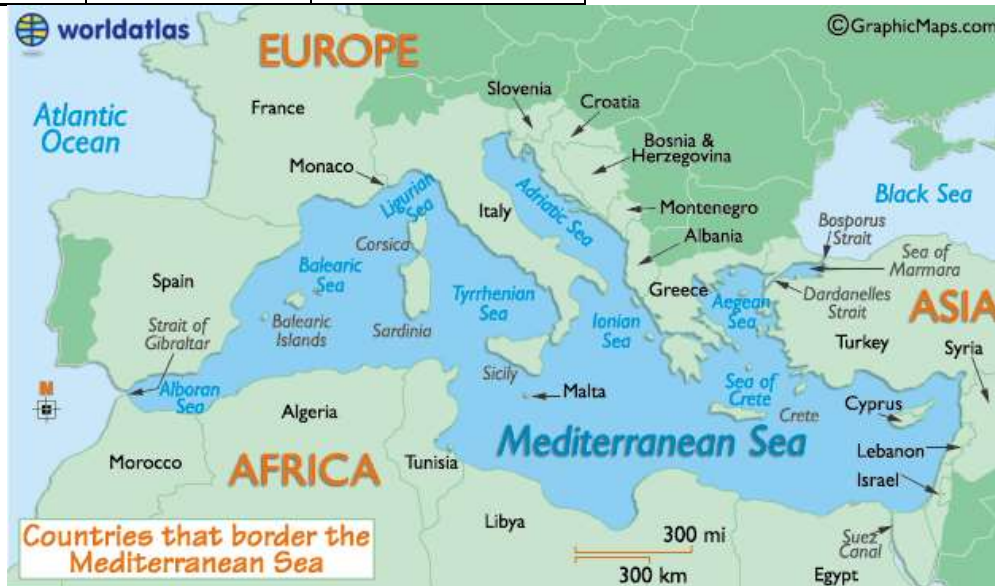 worldatlas
©GraphicMaps.com
EUROPE
Atlantic
Ocean
France
Monaco
Ligurian
Sea
Slovenia
Croatia
Bosnia &
Herzegovina
Montenegro
Albania
Black Sea
Bosporus
Strait
Sea of
Marmara
Dardanelles
Strait
ASIA
Italy
Adriatic Sea
Corsica
Spain
Balearic
Sea
Balearic
Islands
Sardinia
Tyrrhenian
Sea
Ionian
Sea
Greece
Aegean
Sea
Turkey
Syria
Strait of
Gibraltar
Alboran
Sea
N
Sicily
Malta
Sea of
Crete
Crete
Cyprus
Lebanon
Israel
Mediterranean Sea
Algeria
Morocco
AFRICA
Tunisia
Libya
Suez
Canal
Egypt
Countries that border the
Mediterranean Sea
300 mi
300 km